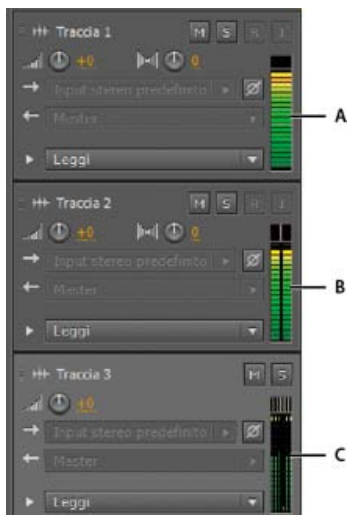 Traccia 1 M S R I
+0 0
Input stereo predefinito
Master
Leggi
A
Traccia 2 M S R I
+0 0
Input stereo predefinito
Master
Leggi
B
Traccia 3 M S
+0
Input stereo predefinito
Master
Leggi
C